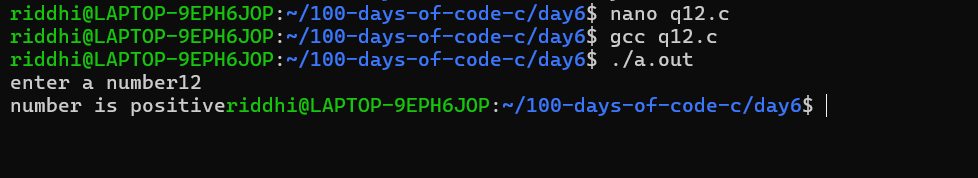 riddhi@LAPTOP-9EPH6JOP:~/100-days-of-code-c/day6$ nano q12.c
riddhi@LAPTOP-9EPH6JOP:~/100-days-of-code-c/day6$ gcc q12.c
riddhi@LAPTOP-9EPH6JOP:~/100-days-of-code-c/day6$ ./a.out
enter a number12
number is positiveriddhi@LAPTOP-9EPH6JOP:~/100-days-of-code-c/day6$